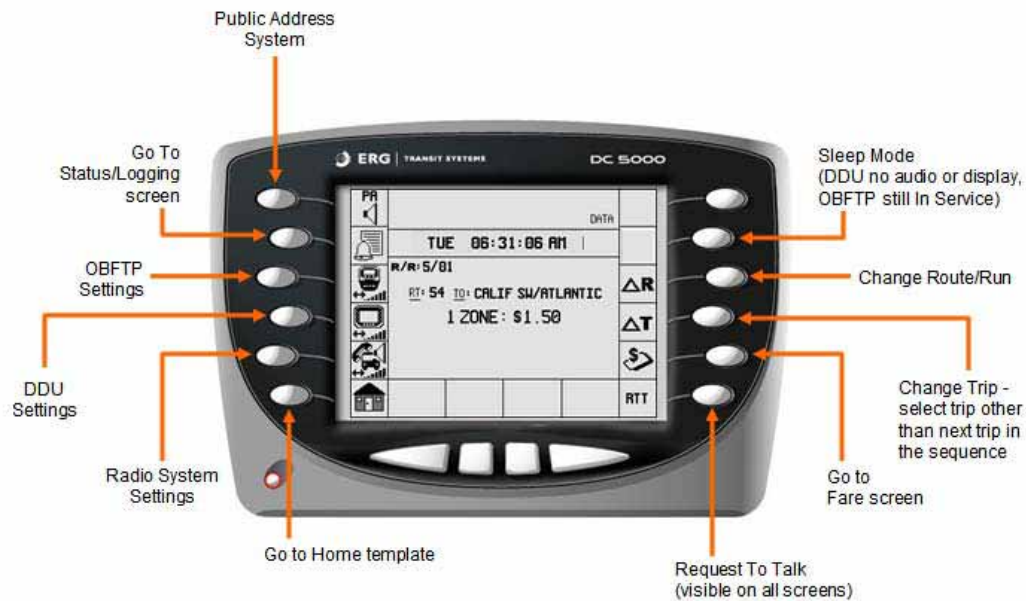 Public Address
System
Go To
Status/Logging
screen
OBFTP
Settings
DDU
Settings
Radio System
Settings
Go to Home template
ERG TRANSIT SYSTEMS
DC 5000
PA
DATA
TUE 06:31:06 AM
R/R: 5/01
RT: 54 TO: CALIF SW/ATLANTIC
1 ZONE: $1.50
ΔR
ΔT
$
RTT
Sleep Mode
(DDU no audio or display,
OBFTP still In Service)
Change Route/Run
Change Trip -
select trip other
than next trip in
the sequence
Go to
Fare screen
Request To Talk
(visible on all screens)